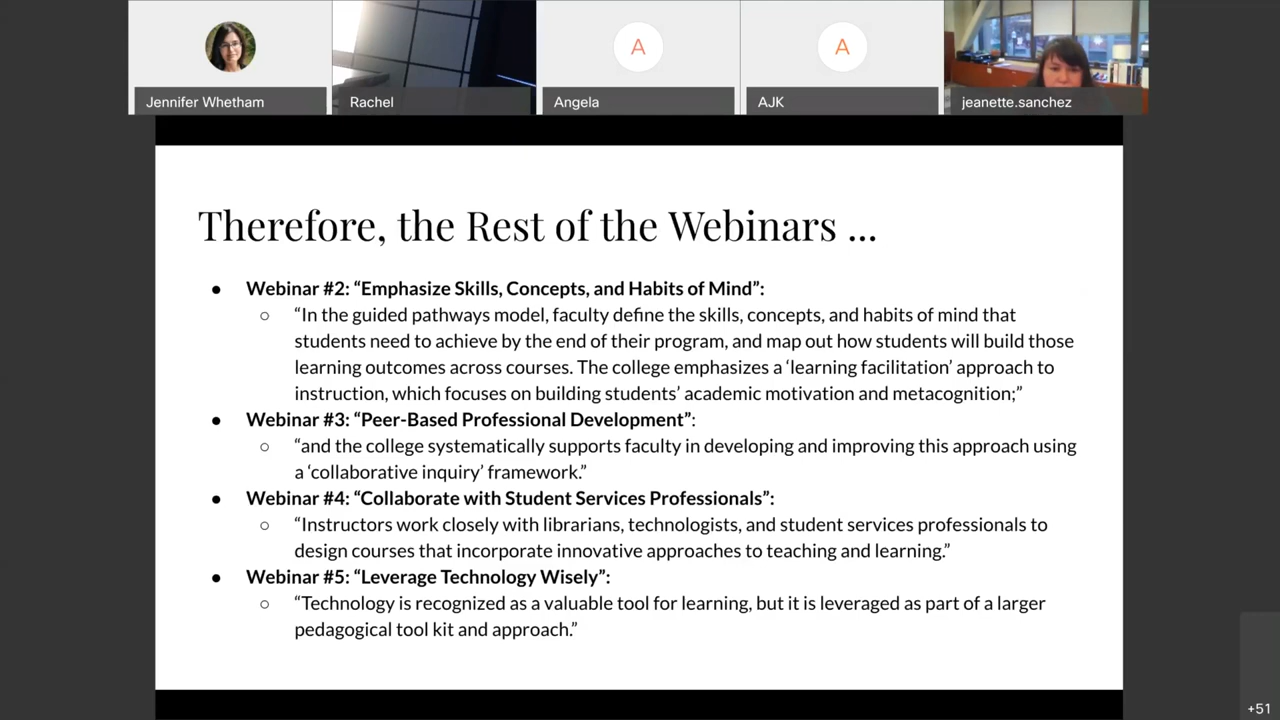 A
A
Jennifer Whetham
Rachel
Angela
AJK
jeanette.sanchez
Therefore, the Rest of the Webinars ...
● Webinar #2: “Emphasize Skills, Concepts, and Habits of Mind”:
○ “In the guided pathways model, faculty define the skills, concepts, and habits of mind that
students need to achieve by the end of their program, and map out how students will build those
learning outcomes across courses. The college emphasizes a ‘learning facilitation’ approach to
instruction, which focuses on building students’ academic motivation and metacognition;”
● Webinar #3: “Peer-Based Professional Development”:
○ “and the college systematically supports faculty in developing and improving this approach using
a ‘collaborative inquiry’ framework.”
● Webinar #4: “Collaborate with Student Services Professionals”:
○ “Instructors work closely with librarians, technologists, and student services professionals to
design courses that incorporate innovative approaches to teaching and learning.”
● Webinar #5: “Leverage Technology Wisely”:
○ “Technology is recognized as a valuable tool for learning, but it is leveraged as part of a larger
pedagogical tool kit and approach.”
+51